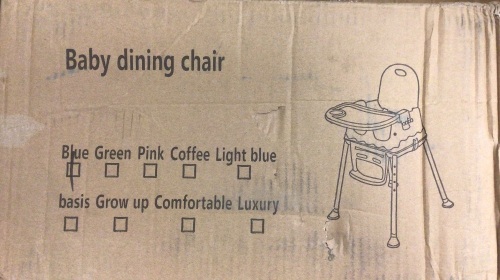 Baby dining chair
Blue Green Pink Coffee Light blue
basis Grow up Comfortable Luxury